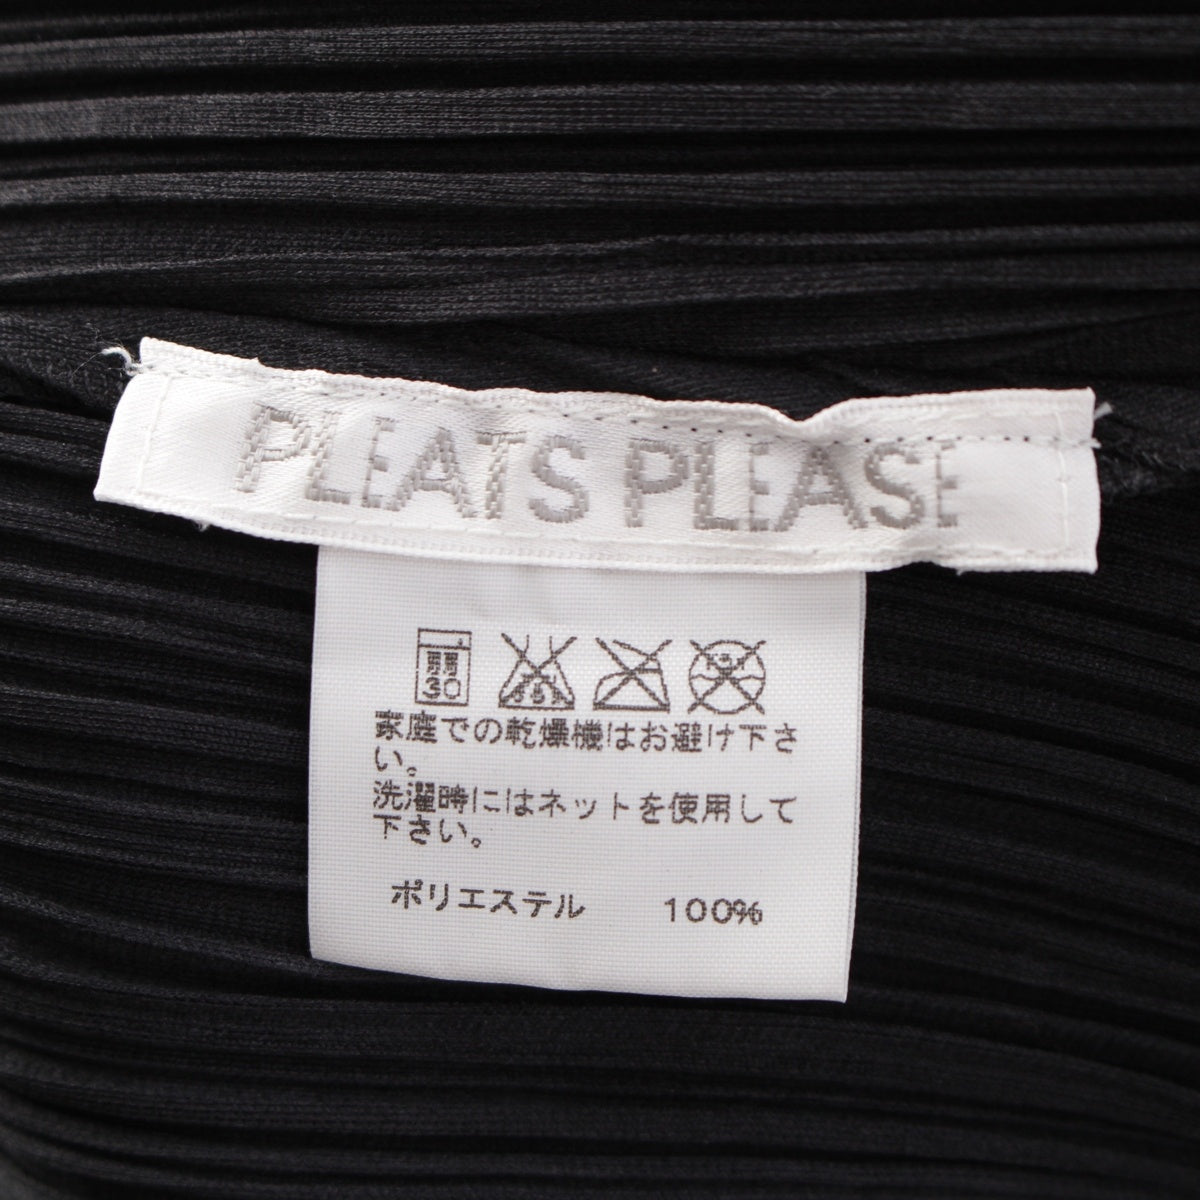 PLEATS PLEASE
弱
30
家庭での乾燥機はお避け下さ
い。
洗濯時にはネットを使用して
下さい。
ポリエステル 100%